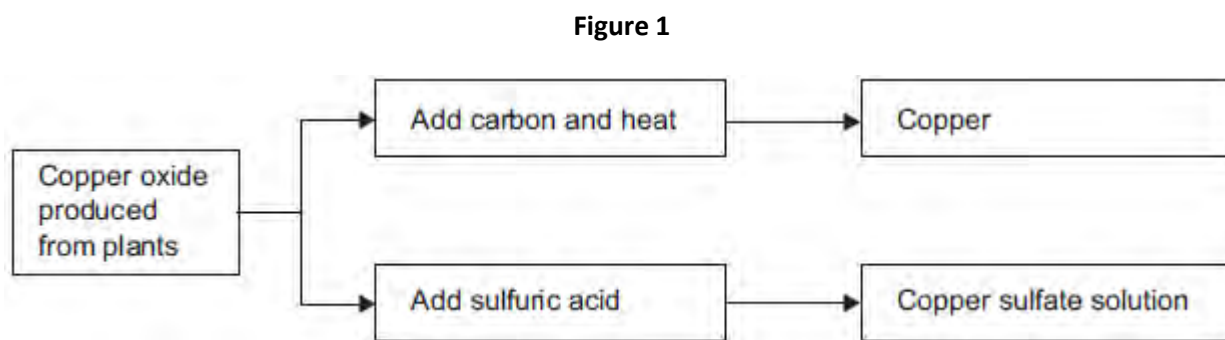 Figure 1
Copper oxide
produced
from plants
Add carbon and heat
Copper
Add sulfuric acid
Copper sulfate solution